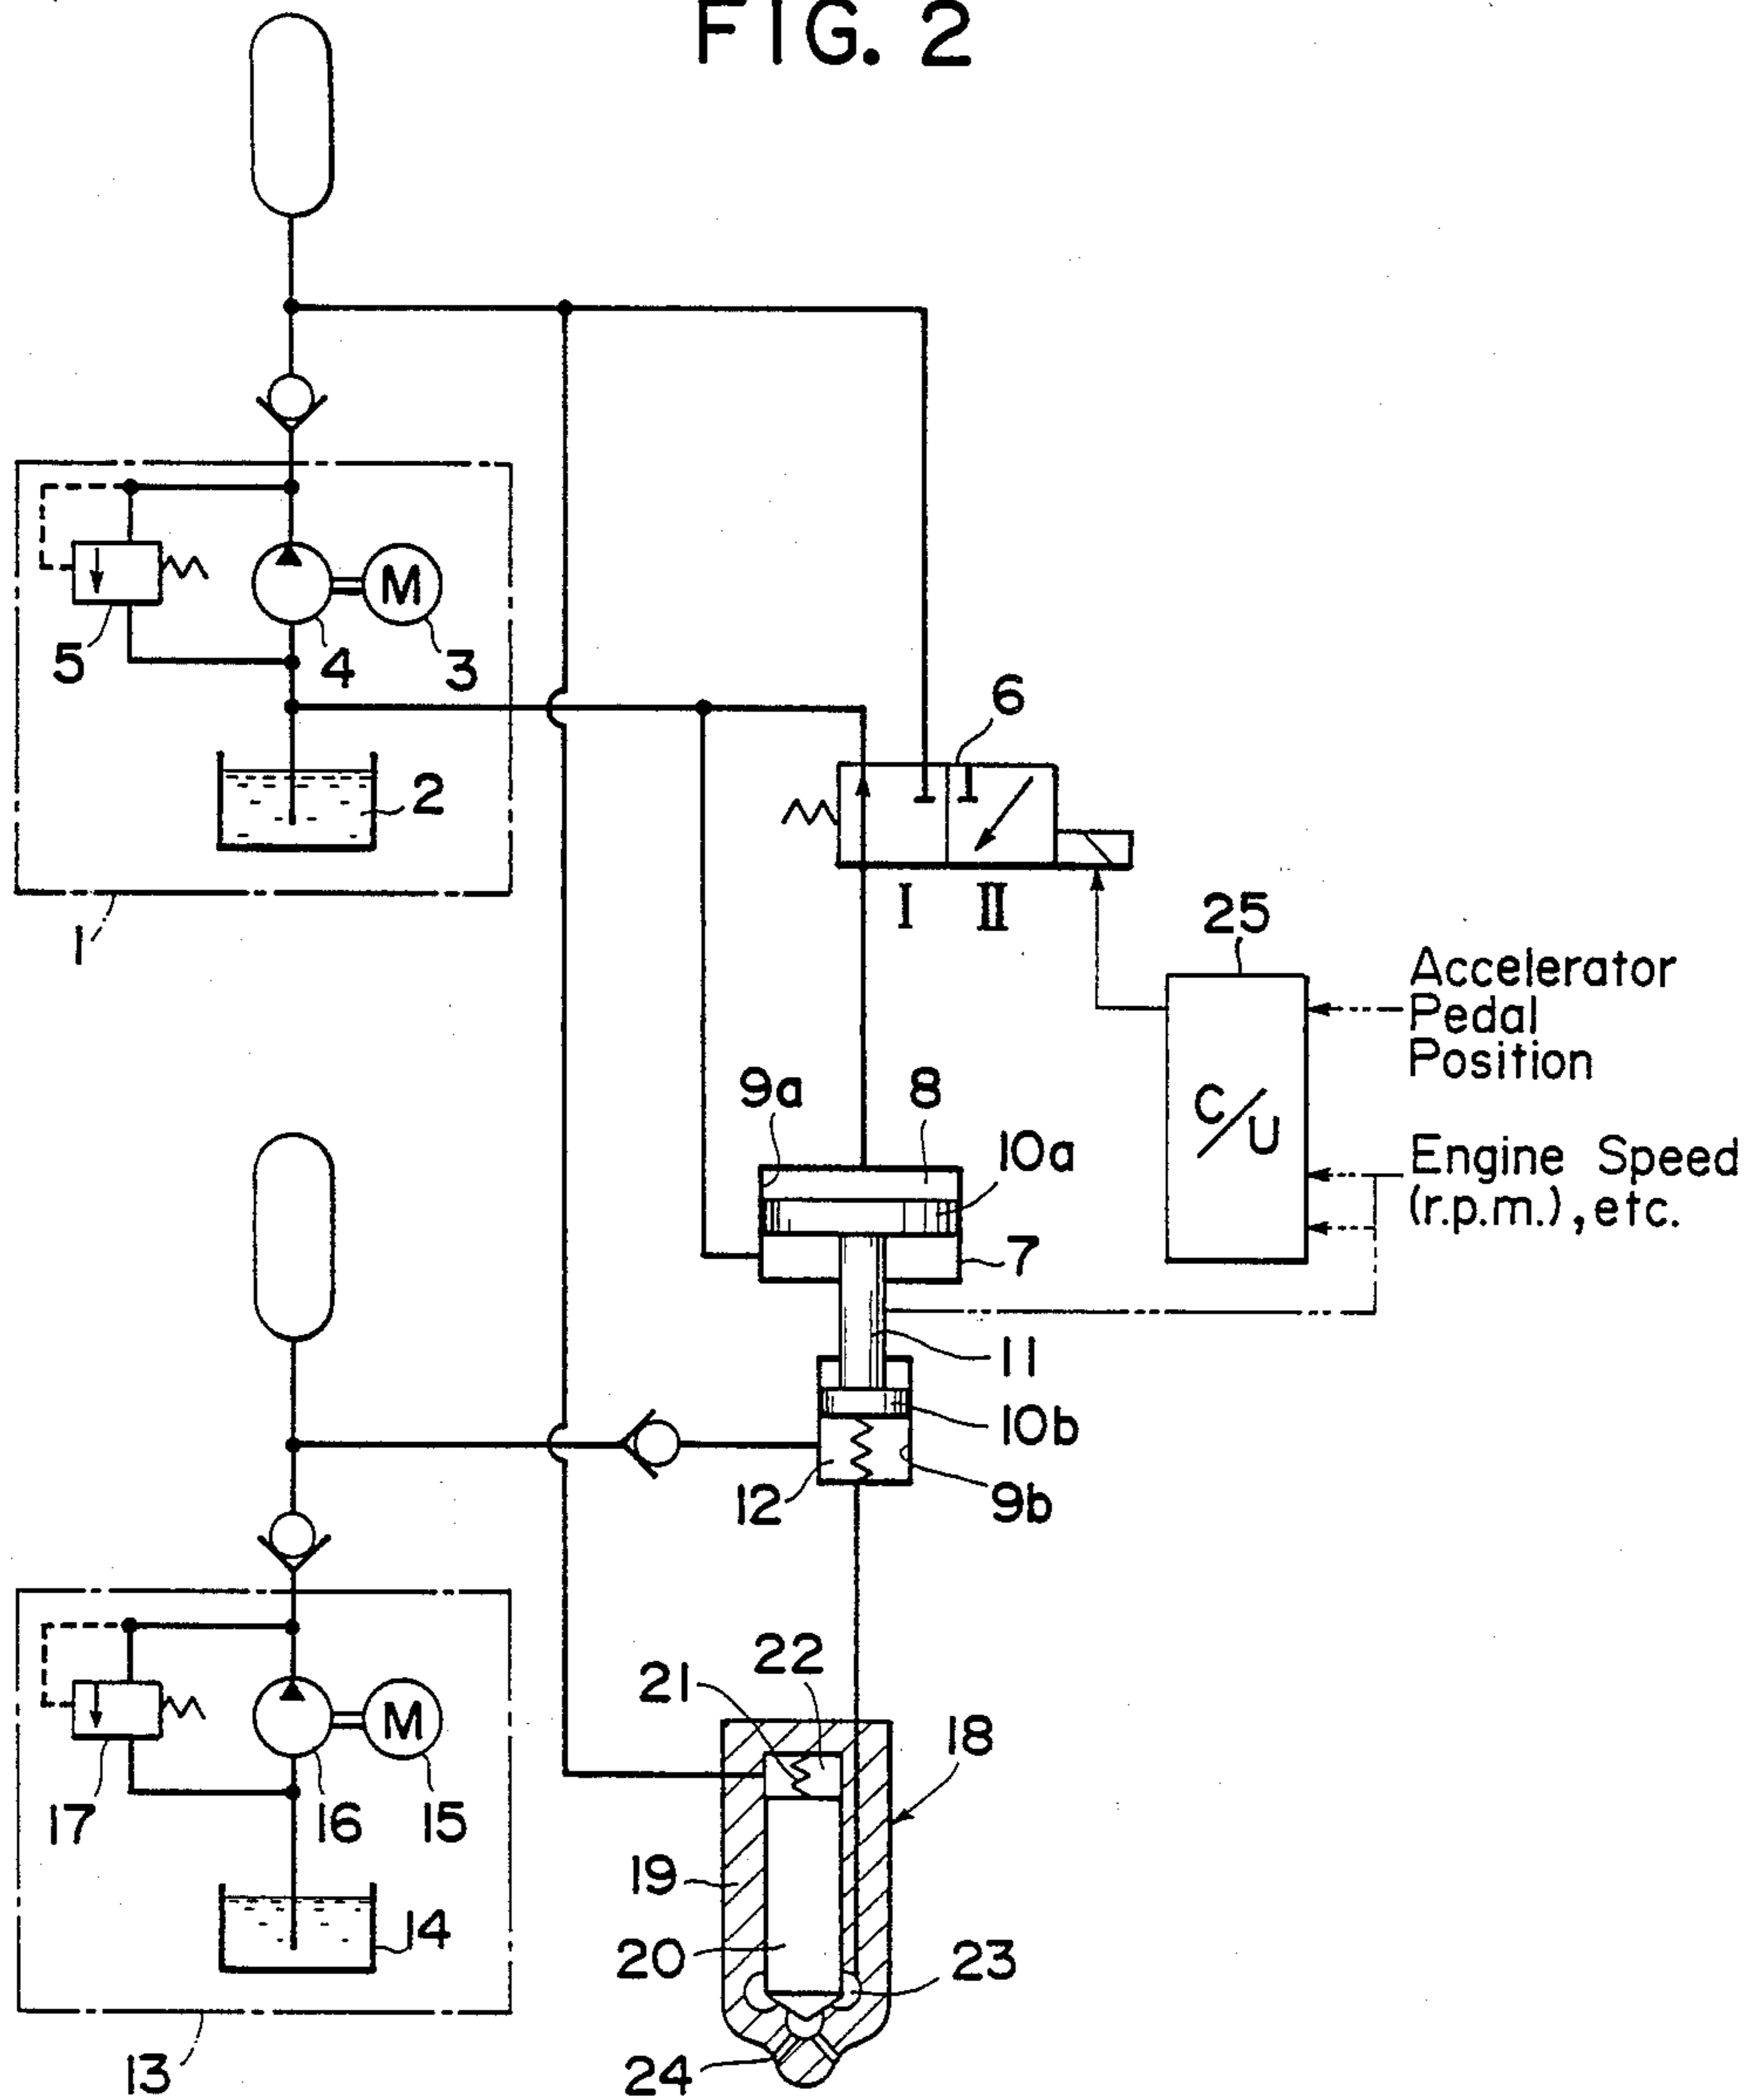 FIG. 2
M
5
4
3
2
1
6
I II
25
Accelerator
Pedal
Position
C/U
Engine Speed
(r.p.m.), etc.
9a
8
10a
7
11
10b
12
9b
M
17
16
15
14
13
21
22
18
19
20
23
24